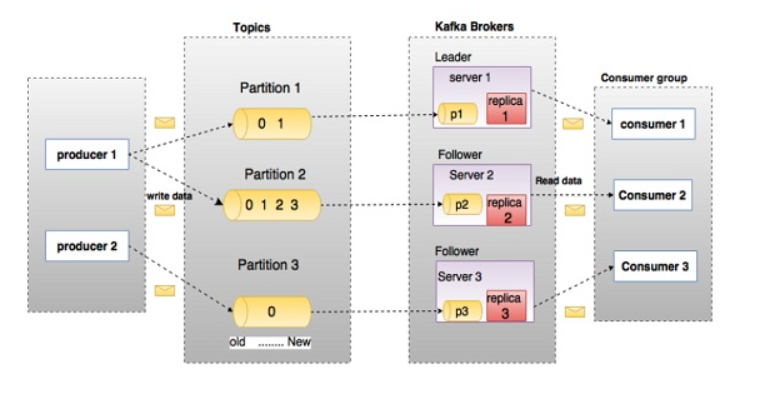 Topics
Kafka Brokers
Consumer group
producer 1
producer 2
write data
Partition 1
0 1
Partition 2
0 1 2 3
Partition 3
0
old ........ New
Leader
server 1
p1
replica
1
Follower
Server 2
p2
replica
2
Follower
Server 3
p3
replica
3
Read data
consumer 1
Consumer 2
Consumer 3